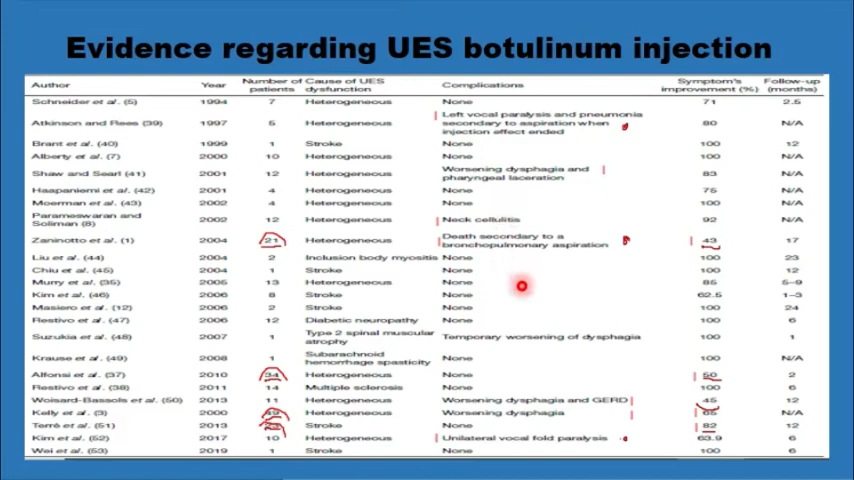 Evidence regarding UES botulinum injection
Author Year Number of patients Cause of UES dysfunction Complications Symptom's improvement (%) Follow-up (months)
Schneider et al. (5) 1994 7 Heterogeneous None 71 2.5
Atkinson and Rees (39) 1997 5 Heterogeneous Left vocal paralysis and pneumonia secondary to aspiration when injection effect ended 80 N/A
Brant et al. (40) 1999 1 Stroke None 100 12
Alberty et al. (7) 2000 10 Heterogeneous None 100 N/A
Shaw and Searl (41) 2001 12 Heterogeneous Worsening dysphagia and pharyngeal laceration 83 N/A
Haapaniemi et al. (42) 2001 4 Heterogeneous None 75 N/A
Moerman et al. (43) 2002 4 Heterogeneous None 100 N/A
Parameswaran and Soliman (8) 2002 12 Heterogeneous Neck cellulitis 92 N/A
Zaninotto et al. (1) 2004 21 Heterogeneous Death secondary to a bronchopulmonary aspiration 43 17
Liu et al. (44) 2004 2 Inclusion body myositis None 100 23
Chiu et al. (45) 2004 1 Stroke None 100 12
Murry et al. (35) 2005 13 Heterogeneous None 85 5–9
Kim et al. (46) 2006 8 Stroke None 62.5 1–3
Masiero et al. (12) 2006 2 Stroke None 100 24
Restivo et al. (47) 2006 12 Diabetic neuropathy None 100 6
Suzukia et al. (48) 2007 1 Type 2 spinal muscular atrophy Temporary worsening of dysphagia 100 1
Krause et al. (49) 2008 1 Subarachnoid hemorrhage spasticity None 100 N/A
Alfonsi et al. (37) 2010 34 Heterogeneous None 50 2
Restivo et al. (38) 2011 14 Multiple sclerosis None 100 6
Woisard-Bassols et al. (50) 2013 11 Heterogeneous Worsening dysphagia and GERD 45 12
Kelly et al. (3) 2000 49 Heterogeneous Worsening dysphagia 65 N/A
Terré et al. (51) 2013 Stroke None 82 12
Kim et al. (52) 2017 10 Heterogeneous Unilateral vocal fold paralysis 63.9 6
Wei et al. (53) 2019 1 Stroke None 100 6